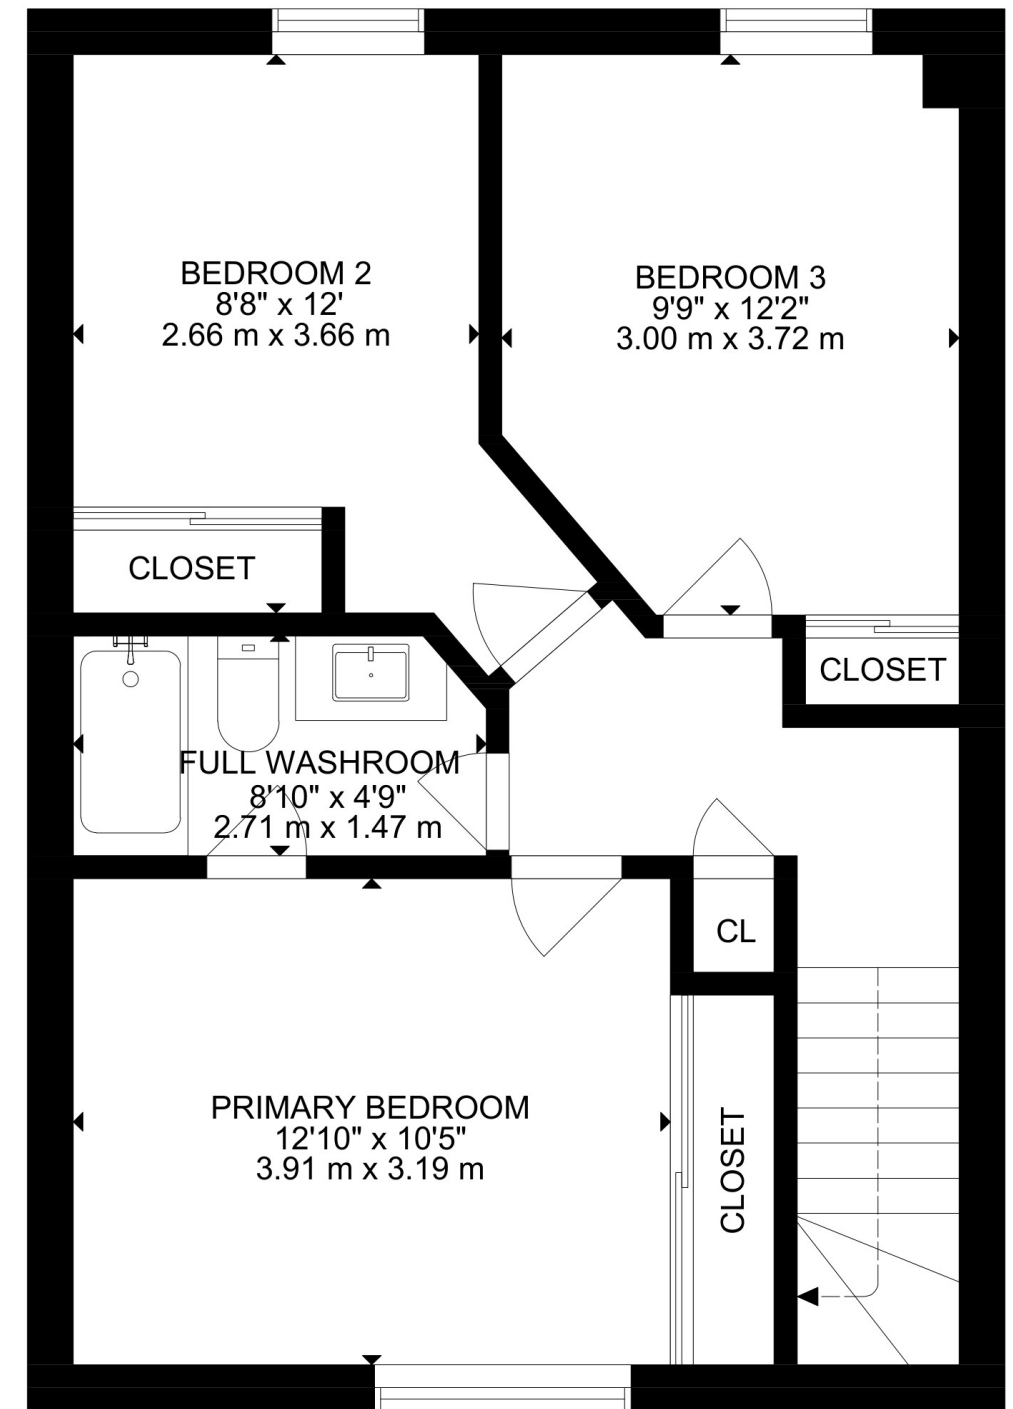 BEDROOM 2
8'8" x 12'
2.66 m x 3.66 m
BEDROOM 3
9'9" x 12'2"
3.00 m x 3.72 m
CLOSET
CLOSET
FULL WASHROOM
8'10" x 4'9"
2.71 m x 1.47 m
CL
PRIMARY BEDROOM
12'10" x 10'5"
3.91 m x 3.19 m
CLOSET